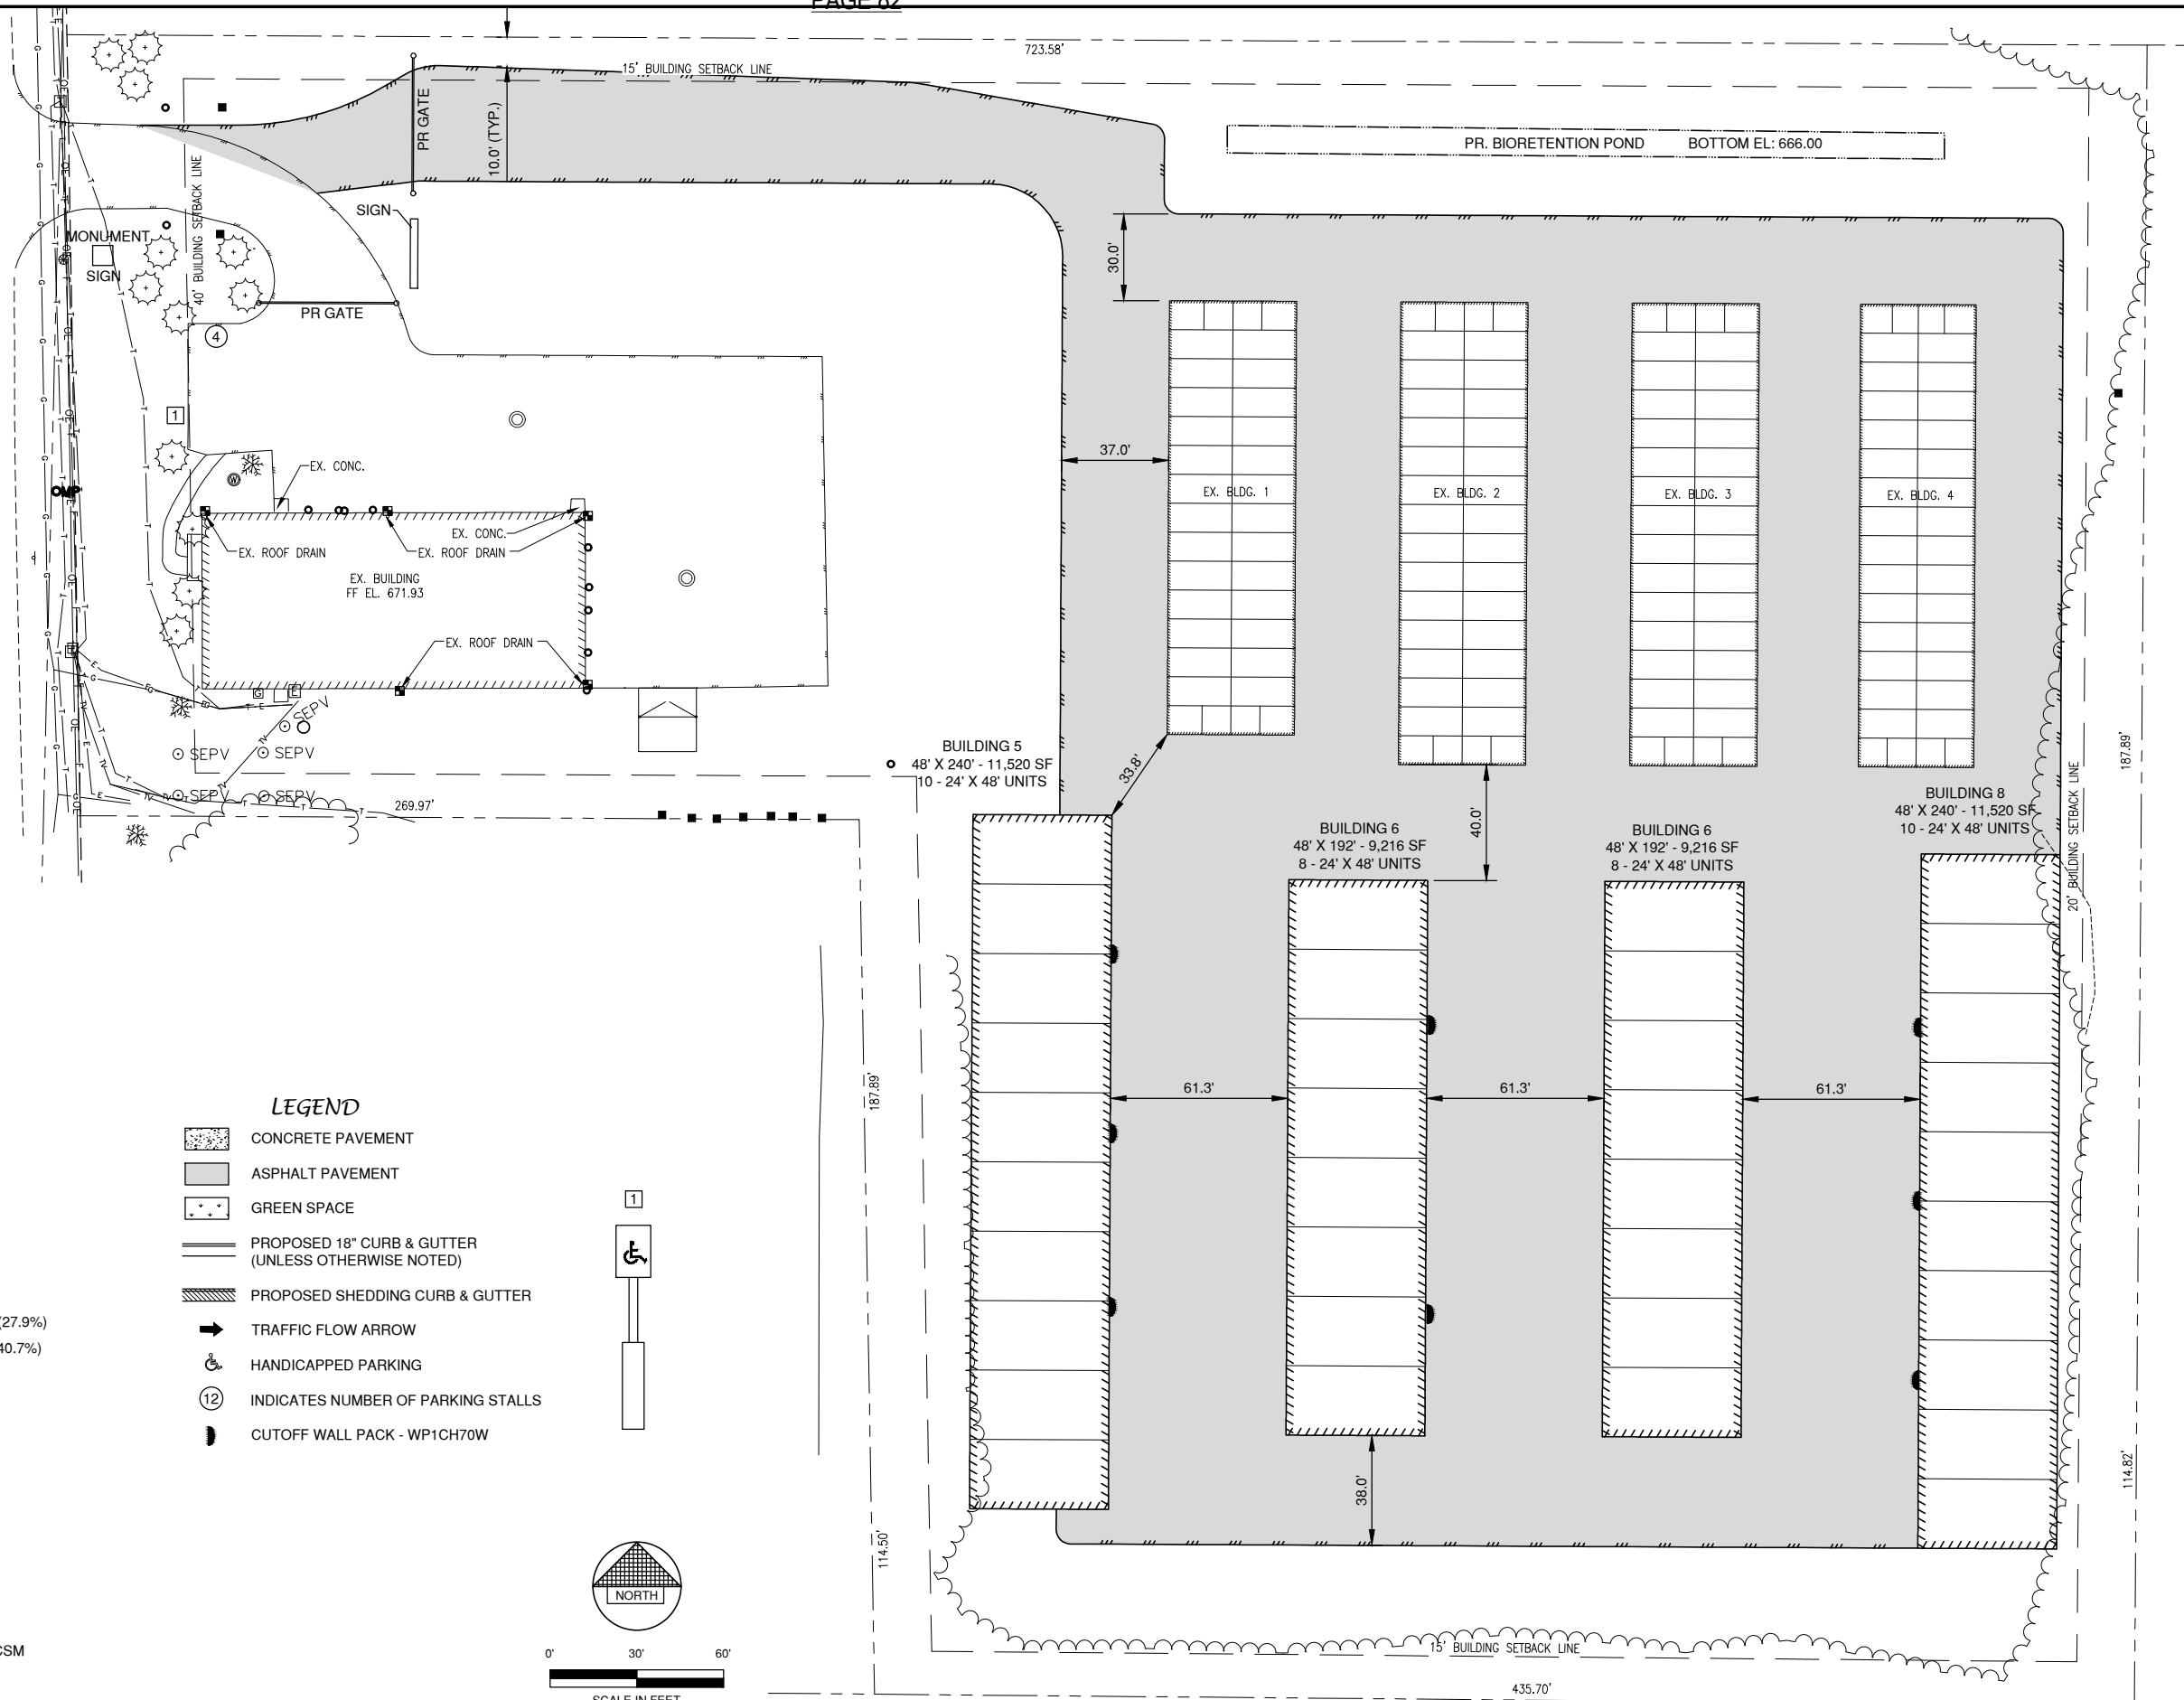 PAGE 82
723.58'
15' BUILDING SETBACK LINE
PR GATE
10.0' (TYP.)
PR. BIORETENTION POND BOTTOM EL: 666.00
40' BUILDING SETBACK LINE
SIGN
MONUMENT
SIGN
PR GATE
4
30.0'
1
37.0'
EX. CONC.
W
EX. BLDG. 1
EX. BLDG. 2
EX. BLDG. 3
EX. BLDG. 4
EX. CONC.
EX. ROOF DRAIN
EX. ROOF DRAIN
EX. BUILDING
FF EL. 671.93
EX. ROOF DRAIN
G
E
SEPV
SEPV
SEPV
SEPV
SEPV
269.97'
BUILDING 5
48' X 240' - 11,520 SF
10 - 24' X 48' UNITS
33.8'
40.0'
187.89'
BUILDING 6
48' X 192' - 9,216 SF
8 - 24' X 48' UNITS
BUILDING 6
48' X 192' - 9,216 SF
8 - 24' X 48' UNITS
BUILDING 8
48' X 240' - 11,520 SF
10 - 24' X 48' UNITS
20' BUILDING SETBACK LINE
187.89'
61.3'
61.3'
61.3'
LEGEND
CONCRETE PAVEMENT
ASPHALT PAVEMENT
GREEN SPACE
PROPOSED 18" CURB & GUTTER
(UNLESS OTHERWISE NOTED)
PROPOSED SHEDDING CURB & GUTTER
TRAFFIC FLOW ARROW
HANDICAPPED PARKING
12 INDICATES NUMBER OF PARKING STALLS
CUTOFF WALL PACK - WP1CH70W
1
27.9%)
40.7%)
38.0'
114.82'
114.50'
NORTH
CSM
0' 30' 60'
SCALE IN FEET
15' BUILDING SETBACK LINE
435.70'